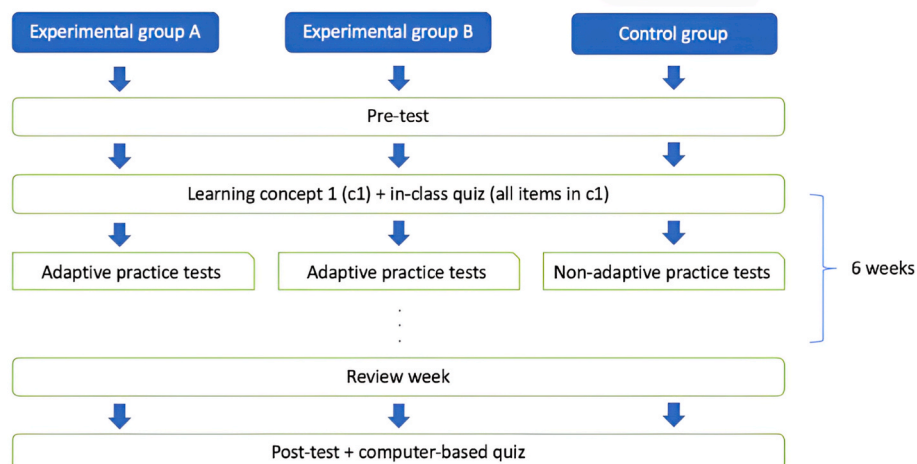 Experimental group A
Experimental group B
Control group
Pre-test
Learning concept 1 (c1) + in-class quiz (all items in c1)
Adaptive practice tests
Adaptive practice tests
Non-adaptive practice tests
6 weeks
Review week
Post-test + computer-based quiz